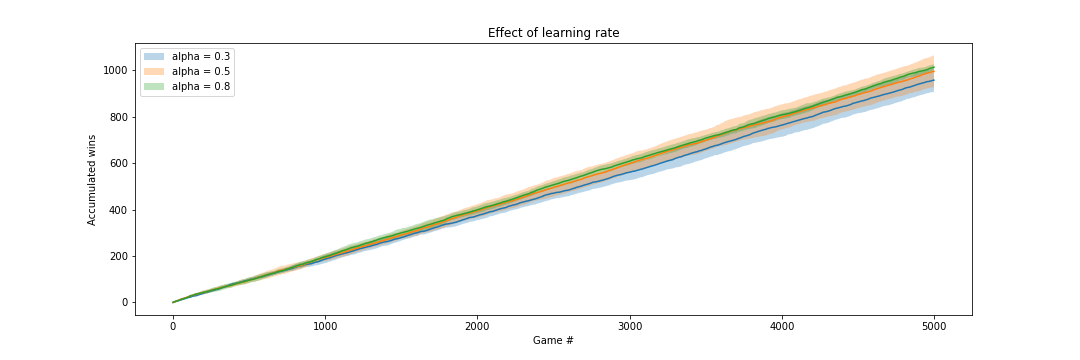 Effect of learning rate
alpha = 0.3
alpha = 0.5
alpha = 0.8
Accumulated wins
1000
800
600
400
200
0
0 1000 2000 3000 4000 5000
Game #